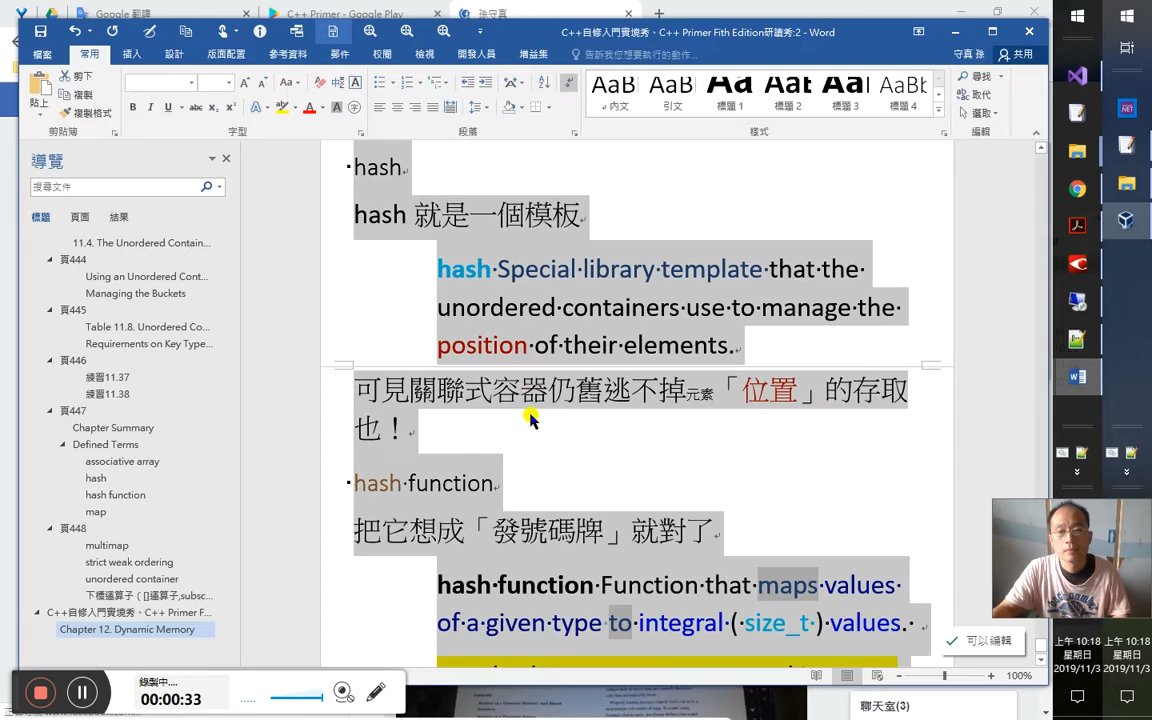 Google 翻譯
C++ Primer - Google Play
孫守真
C++自修入門實境秀、C++ Primer Fifth Edition研讀秀:2 - Word
檔案
常用
插入
設計
版面配置
參考資料
郵件
校閱
檢視
開發人員
增益集
告訴我您想要執行的動作...
守真 孫
共用
貼上
剪下
複製
複製格式
剪貼簿
字型
段落
AaB AaB AaB AaB AaB AaBb
內文 引文 標題 1 標題 2 標題 3 標題 4
樣式
尋找
取代
選取
編輯
導覽
搜尋文件
標題 頁面 結果
11.4. The Unordered Contain...
頁444
Using an Unordered Cont...
Managing the Buckets
頁445
Table 11.8. Unordered Co...
Requirements on Key Type...
頁446
練習11.37
練習11.38
頁447
Chapter Summary
Defined Terms
associative array
hash
hash function
map
頁448
multimap
strict weak ordering
unordered container
下標運算子([]運算子,subsc...
C++自修入門實境秀、C++ Primer F...
Chapter 12. Dynamic Memory
hash
hash 就是一個模板
hash Special library template that the
unordered containers use to manage the
position of their elements.
可見關聯式容器仍舊逃不掉元素「位置」的存取
也！
hash function
把它想成「發號碼牌」就對了
hash function Function that maps values
of a given type to integral ( size_t ) values.
可以編輯
100%
錄製中...
00:00:33
聊天室(3)
上午 10:18
星期日
2019/11/3
上午 10:18
星期日
2019/11/3